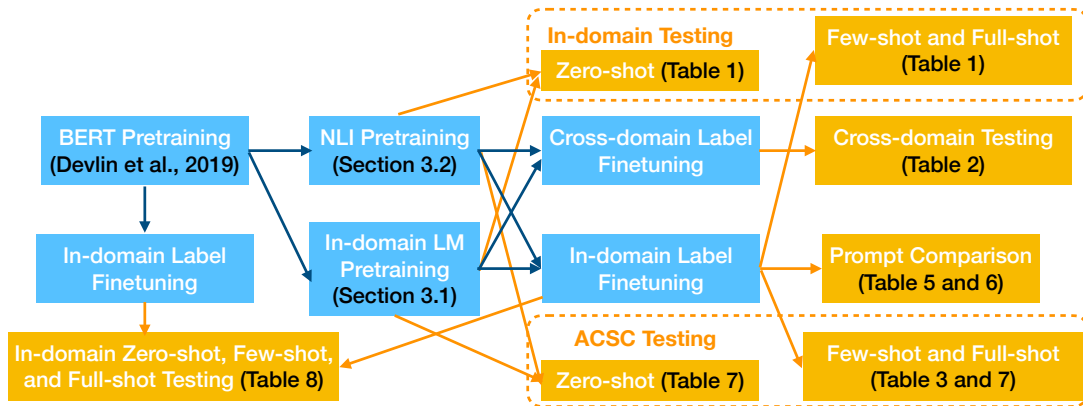 In-domain Testing
Zero-shot (Table 1)
Few-shot and Full-shot
(Table 1)
BERT Pretraining
(Devlin et al., 2019)
NLI Pretraining
(Section 3.2)
Cross-domain Label
Finetuning
Cross-domain Testing
(Table 2)
In-domain Label
Finetuning
In-domain LM
Pretraining
(Section 3.1)
In-domain Label
Finetuning
Prompt Comparison
(Table 5 and 6)
In-domain Zero-shot, Few-shot,
and Full-shot Testing (Table 8)
ACSC Testing
Zero-shot (Table 7)
Few-shot and Full-shot
(Table 3 and 7)